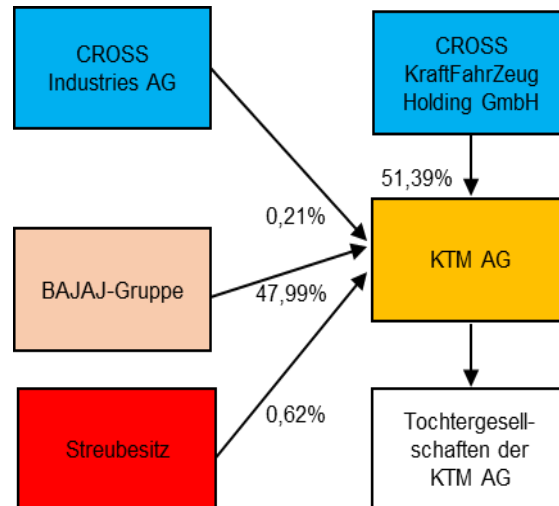 CROSS
Industries AG
CROSS
KraftFahrZeug
Holding GmbH
51,39%
0,21%
BAJAJ-Gruppe
47,99%
KTM AG
0,62%
Streubesitz
Tochtergesell-
schaften der
KTM AG